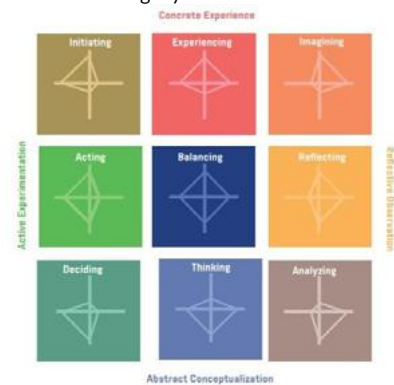 Concrete Experience
Initiating
Experiencing
Imagining
Active Experimentation
Acting
Balancing
Reflecting
Reflective Observation
Deciding
Thinking
Analyzing
Abstract Conceptualization